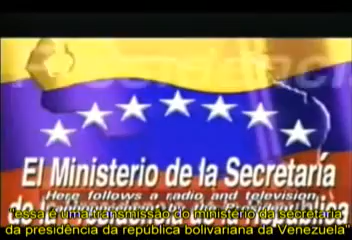 El Ministerio de la Secretaría
Here follows a radio and television
"essa é uma transmissão do ministério da secretaria
da presidência da república bolivariana da Venezuela"